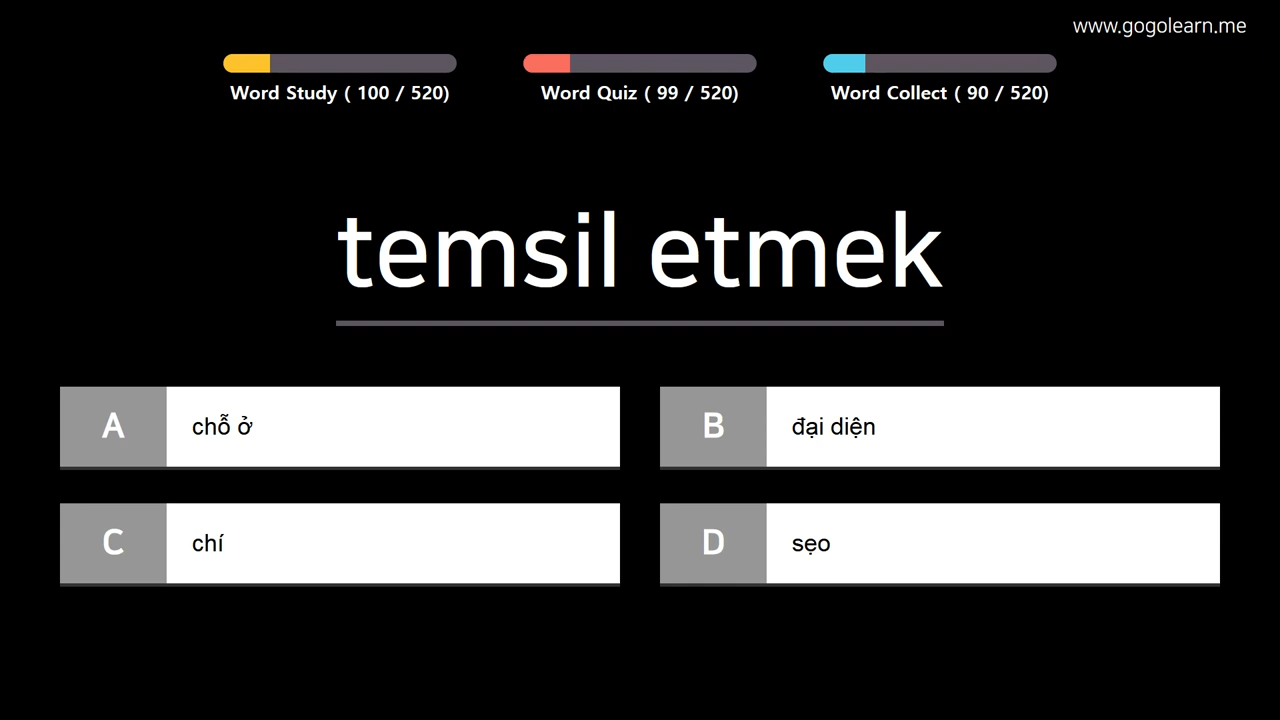 www.gogolearn.me
Word Study ( 100 / 520)
Word Quiz ( 99 / 520)
Word Collect ( 90 / 520)
temsil etmek
A
chỗ ở
B
đại diện
C
chí
D
sẹo